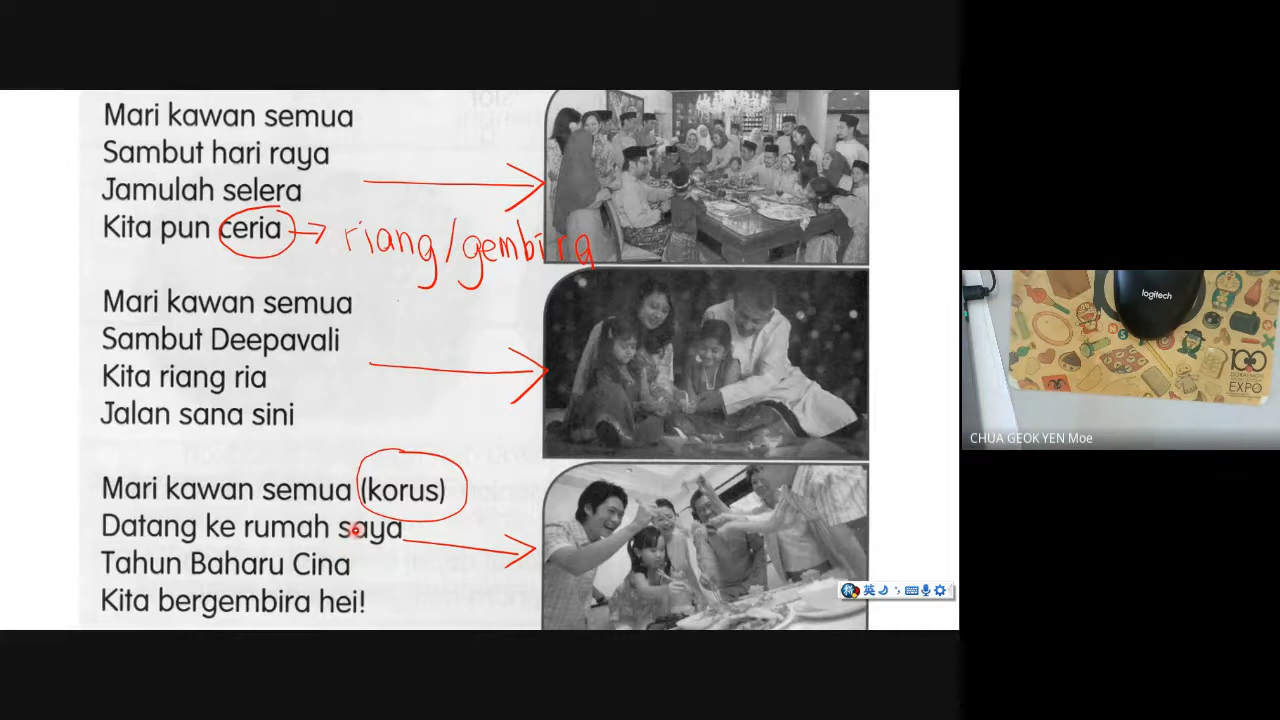 Mari kawan semua
Sambut hari raya
Jamulah selera
Kita pun ceria → riang/gembira
Mari kawan semua
Sambut Deepavali
Kita riang ria
Jalan sana sini
Mari kawan semua (korus)
Datang ke rumah saya
Tahun Baharu Cina
Kita bergembira hei!
英
logitech
100
EXPO
CHUA GEOK YEN Moe